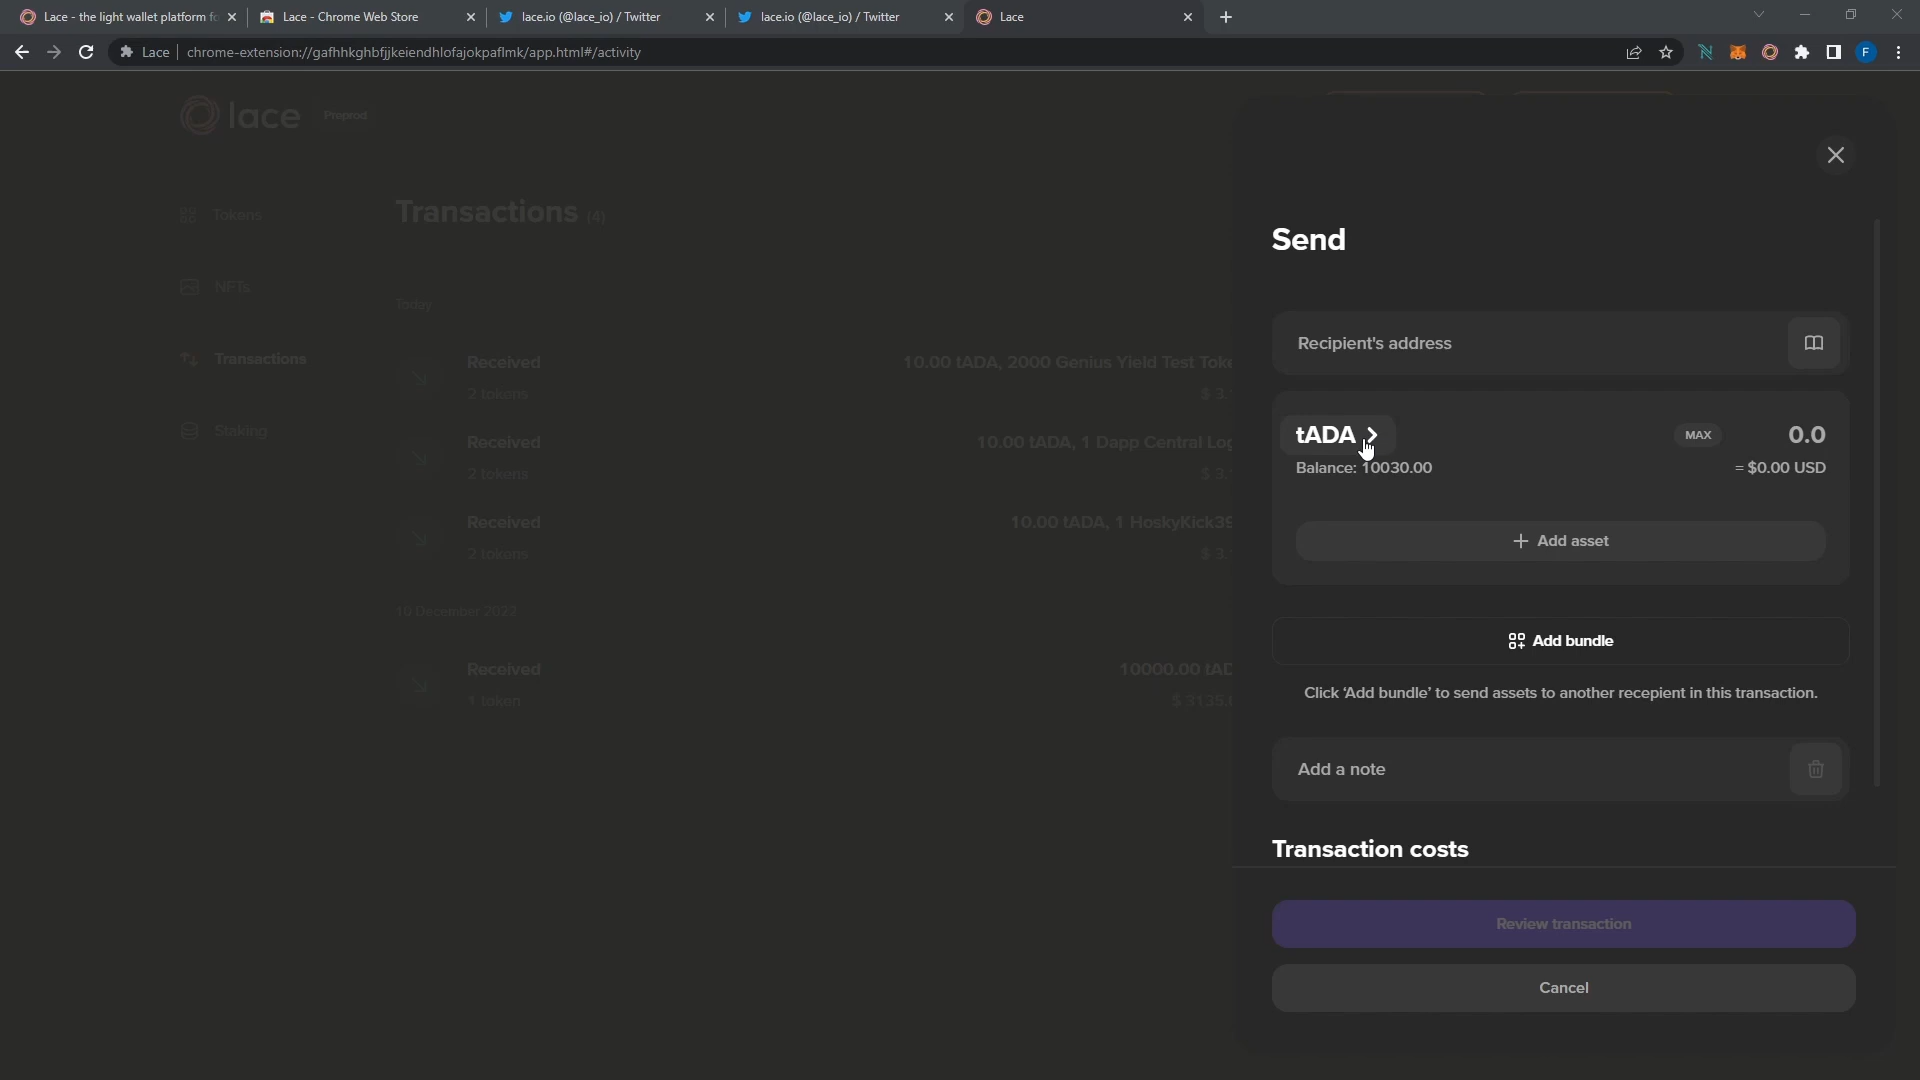 Lace - the light wallet platform fo
Lace - Chrome Web Store
lace.io (@lace_io) / Twitter
lace.io (@lace_io) / Twitter
Lace
Lace
chrome-extension://gafhhkghbfjjkeiendhlofajokpaflmk/app.html#/activity
F
lace
Preprod
Send
Tokens
NFTs
Transactions
Staking
Transactions (4)
Today
Received
10.00 tADA, 2000 Genius Yield Test Toke
2 tokens
$ 3.
Received
10.00 tADA, 1 Dapp Central Log
2 tokens
$ 3.
Received
10.00 tADA, 1 HoskyKick39
2 tokens
$ 3.
10 December 2022
Received
10000.00 tAD
1 token
$ 3135.
Recipient's address
tADA
MAX
0.0
Balance: 10030.00
= $0.00 USD
Add asset
Add bundle
Click ‘Add bundle’ to send assets to another recepient in this transaction.
Add a note
Transaction costs
Review transaction
Cancel